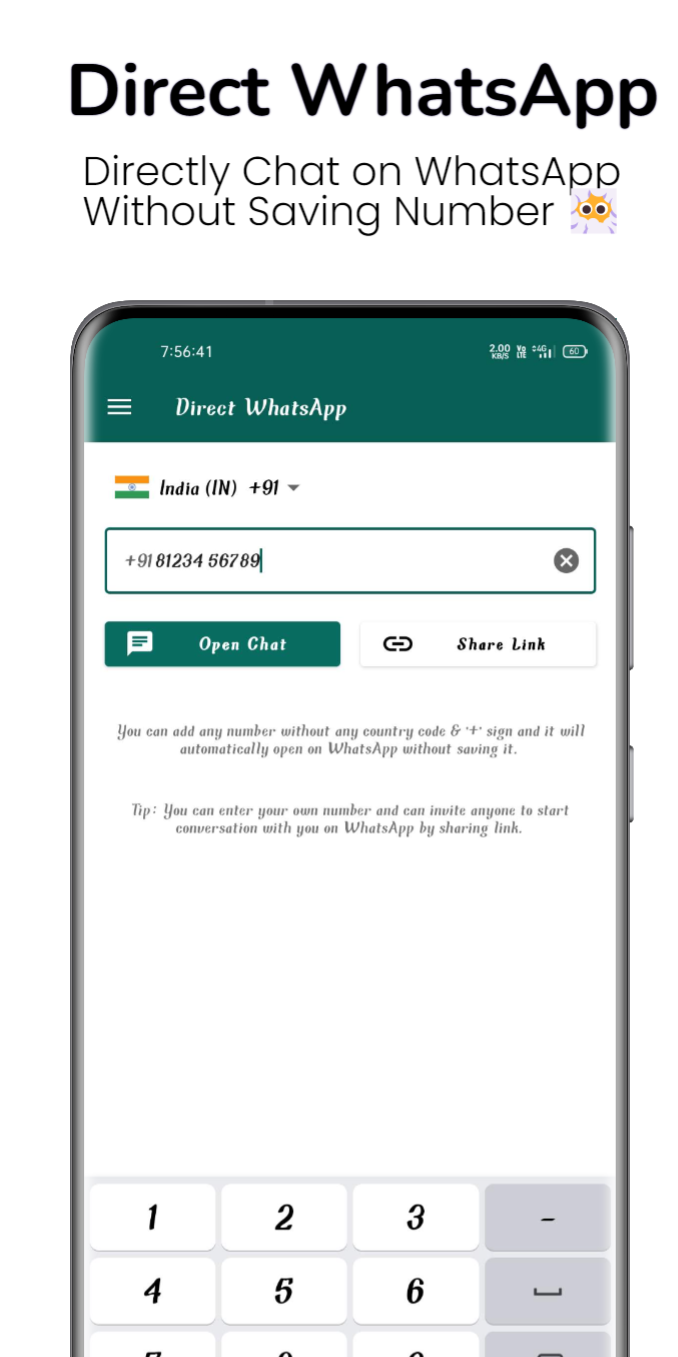 Direct WhatsApp
Directly Chat on WhatsApp
Without Saving Number
7:56:41
2.00 KB/S Vo LTE 4G 60
Direct WhatsApp
India (IN) +91
+91 81234 56789
Open Chat
Share Link
You can add any number without any country code & '+' sign and it will
automatically open on WhatsApp without saving it.
Tip: You can enter your own number and can invite anyone to start
conversation with you on WhatsApp by sharing link.
1 2 3 -
4 5 6